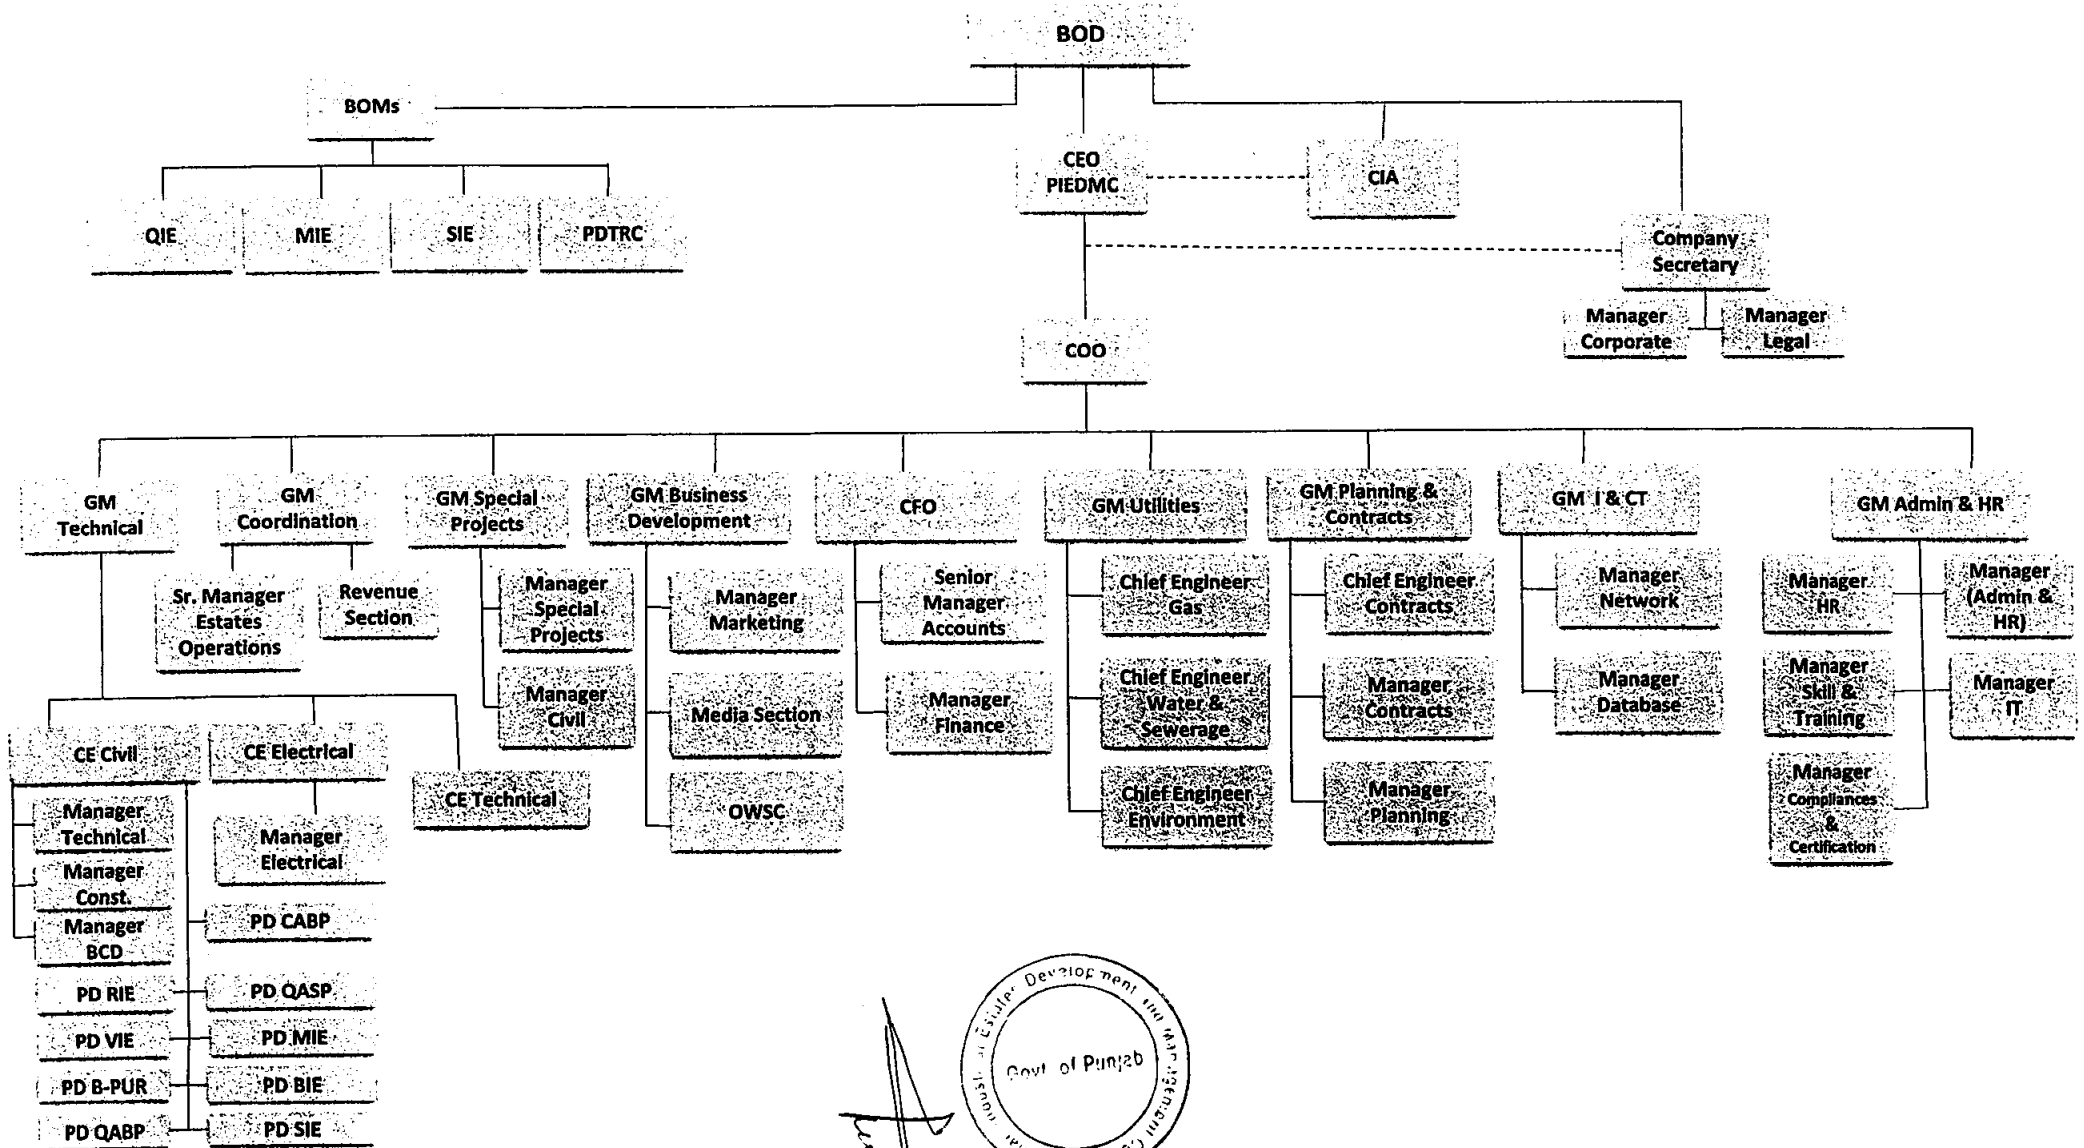 BOD
BOMs
CEO
PIEDMC
CIA
QIE
MIE
SIE
PDTRC
Company
Secretary
Manager
Corporate
Manager
Legal
COO
GM
Technical
GM
Coordination
GM Special
Projects
GM Business
Development
CFO
GM Utilities
GM Planning &
Contracts
GM I & CT
GM Admin & HR
Sr. Manager
Estates
Operations
Revenue
Section
Manager
Special
Projects
Manager
Civil
Manager
Marketing
Media Section
OWSC
Senior
Manager
Accounts
Manager
Finance
Chief Engineer
Gas
Chief Engineer
Water &
Sewerage
Chief Engineer
Environment
Chief Engineer
Contracts
Manager
Contracts
Manager
Planning
Manager
Network
Manager
Database
Manager
HR
Manager
(Admin &
HR)
Manager
Skill &
Training
Manager
IT
Manager
Compliances
&
Certification
CE Civil
CE Electrical
CE Technical
Manager
Technical
Manager
Const.
Manager
BCD
Manager
Electrical
PD CABP
PD RIE
PD QASP
PD VIE
PD MIE
PD B-PUR
PD BIE
PD QABP
PD SIE
Estates Development and Management
Govt of Punjab